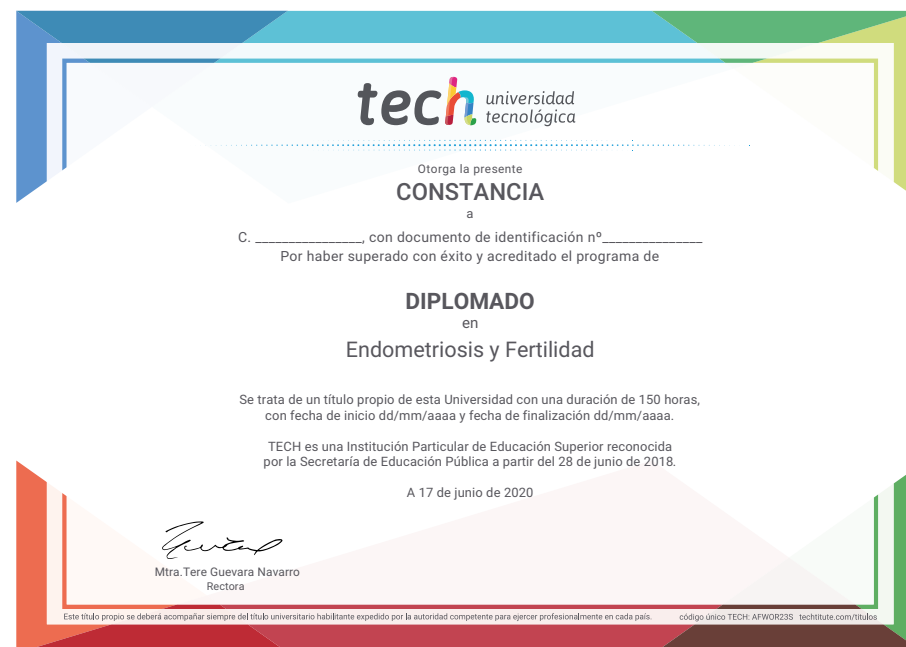 tech universidad
tecnológica
Otorga la presente
CONSTANCIA
a
C. ________________, con documento de identificación nº_______________
Por haber superado con éxito y acreditado el programa de
DIPLOMADO
en
Endometriosis y Fertilidad
Se trata de un título propio de esta Universidad con una duración de 150 horas,
con fecha de inicio dd/mm/aaaa y fecha de finalización dd/mm/aaaa.
TECH es una Institución Particular de Educación Superior reconocida
por la Secretaría de Educación Pública a partir del 28 de junio de 2018.
A 17 de junio de 2020
Mtra.Tere Guevara Navarro
Rectora
Este título propio se deberá acompañar siempre del título universitario habilitante expedido por la autoridad competente para ejercer profesionalmente en cada país. código único TECH: AFWOR23S techtitute.com/titulos